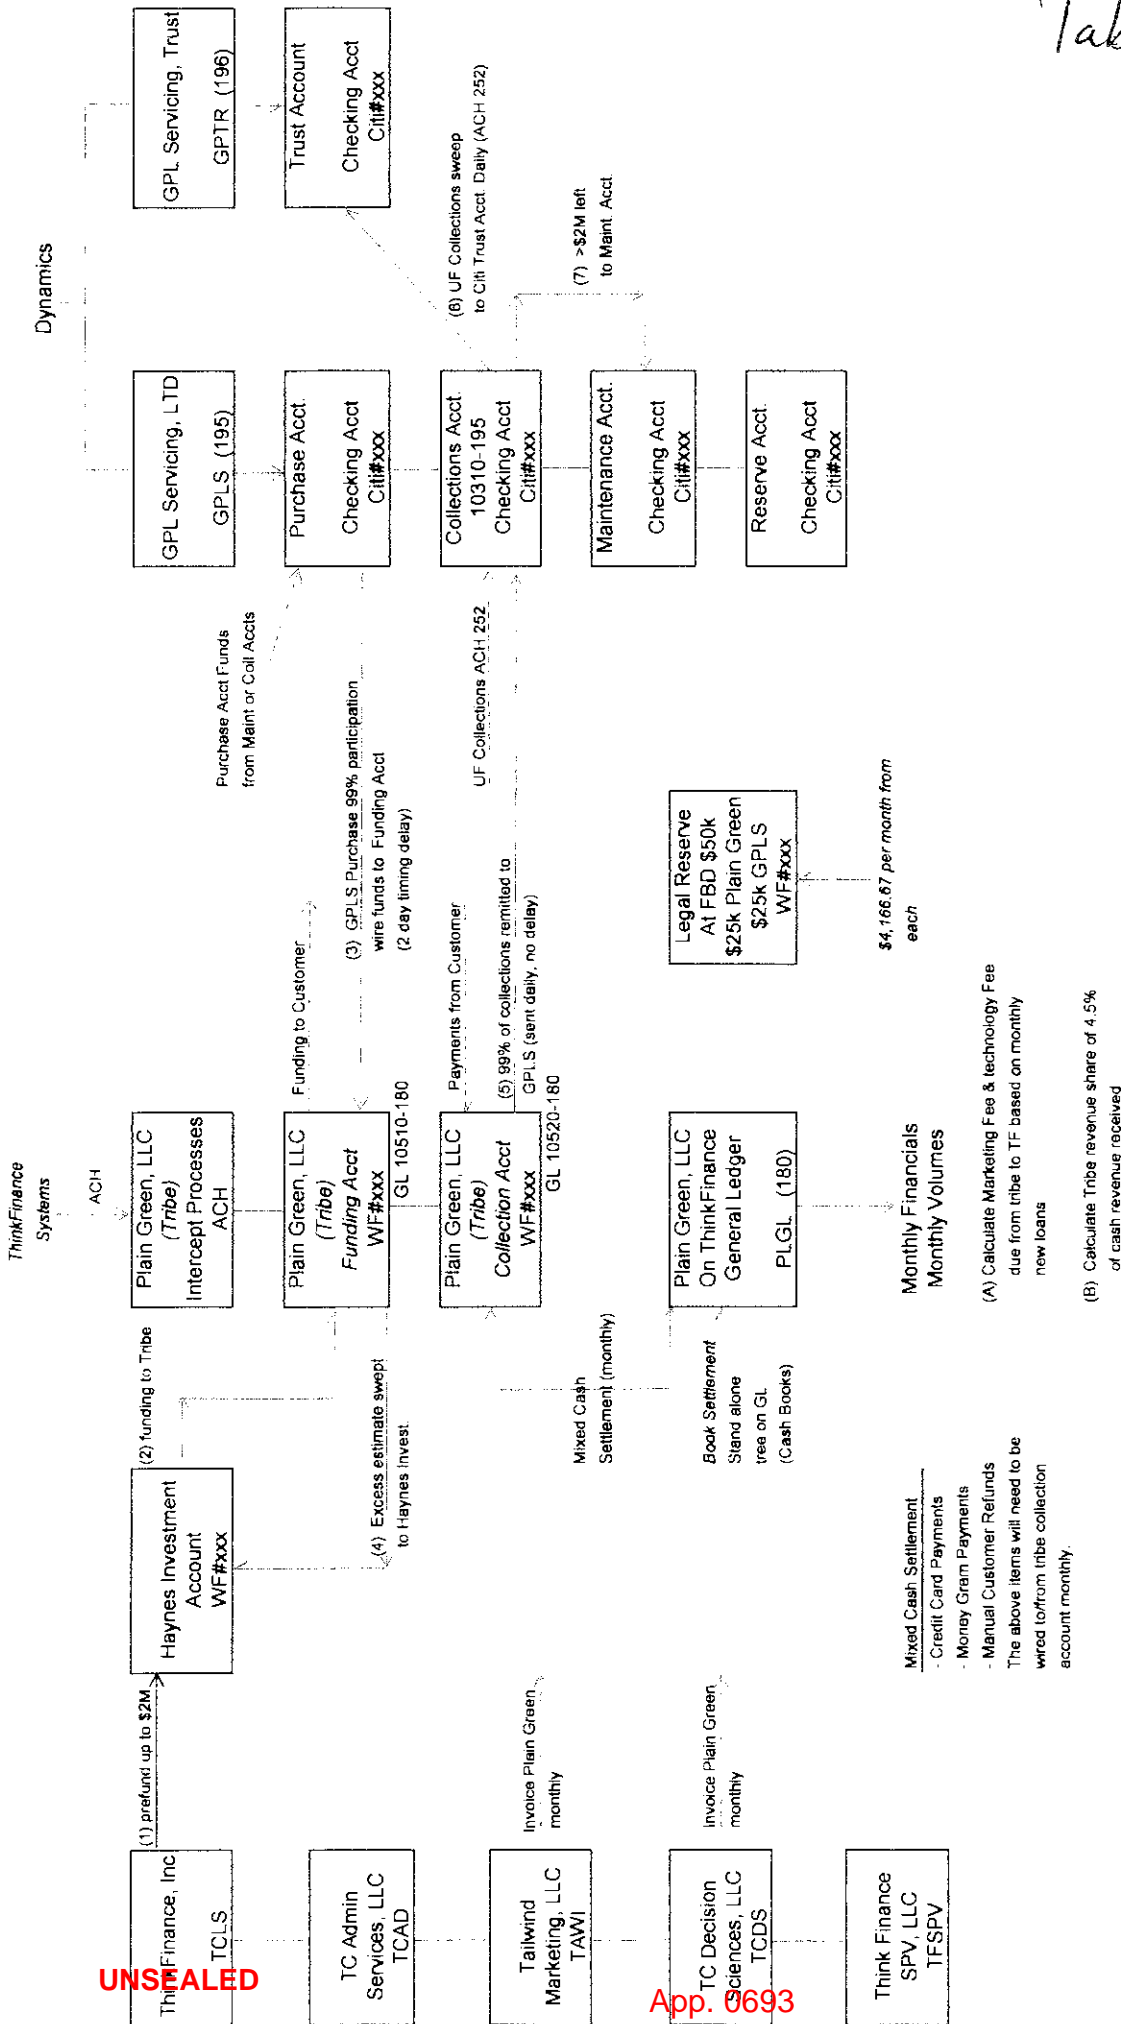 ThinkFinance
Systems
Dynamics
ThinkFinance, Inc
TCLS
(1) prefund up to $2M
Haynes Investment
Account
WF#xxx
(2) funding to Tribe
ACH
Plain Green, LLC
(Tribe)
Intercept Processes
ACH
GPL Servicing, LTD
GPLS (195)
GPL Servicing, Trust
GPTR (196)
TC Admin
Services, LLC
TCAD
(4) Excess estimate swept
to Haynes Invest.
Plain Green, LLC
(Tribe)
Funding Acct
WF#xxx
GL 10510-180
Funding to Customer
(3) GPLS Purchase 99% participation
wire funds to Funding Acct
(2 day timing delay)
Purchase Acct Funds
from Maint or Coll Accts
Purchase Acct.
Checking Acct
Citi#xxx
Trust Account
Checking Acct
Citi#xxx
Tailwind
Marketing, LLC
TAWI
Invoice Plain Green
monthly
Plain Green, LLC
(Tribe)
Collection Acct
WF#xxx
GL 10520-180
Payments from Customer
(5) 99% of collections remitted to
GPLS (sent daily, no delay)
UF Collections ACH 252
Collections Acct.
10310-195
Checking Acct
Citi#xxx
(6) UF Collections sweep
to Citi Trust Acct. Daily (ACH 252)
(7) >$2M left
to Maint. Acct.
Mixed Cash
Settlement (monthly)
Maintenance Acct.
Checking Acct
Citi#xxx
TC Decision
Sciences, LLC
TCDS
Invoice Plain Green
monthly
Book Settlement
Stand alone
tree on GL
(Cash Books)
Plain Green, LLC
On ThinkFinance
General Ledger
PLGL (180)
Legal Reserve
At FBD $50k
$25k Plain Green
$25k GPLS
WF#xxx
$4,166.67 per month from
each
Reserve Acct.
Checking Acct
Citi#xxx
Think Finance
SPV, LLC
TFSPV
Mixed Cash Settlement
- Credit Card Payments
- Money Gram Payments
- Manual Customer Refunds
The above items will need to be
wired to/from tribe collection
account monthly.
Monthly Financials
Monthly Volumes
(A) Calculate Marketing Fee & technology Fee
due from tribe to TF based on monthly
new loans
(B) Calculate Tribe revenue share of 4.5%
of cash revenue received
UNSEALED
App. 0693